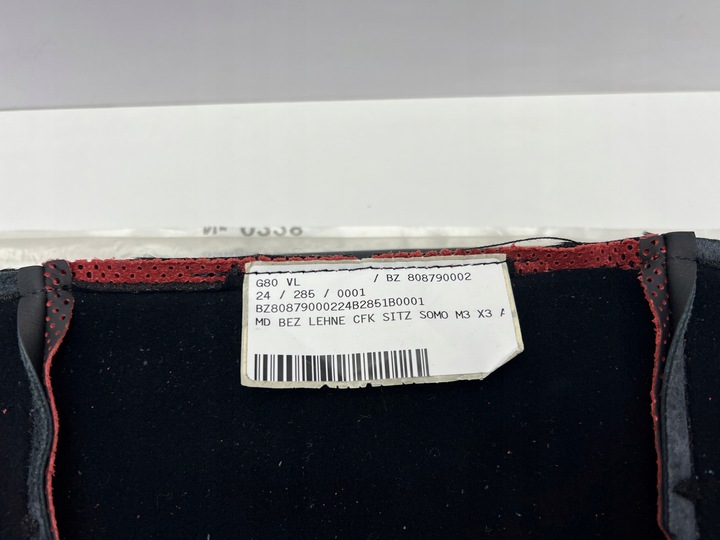 G80 VL / BZ 808790002
24 / 285 / 0001
BZ80879000224B2851B0001
MD BEZ LEHNE CFK SITZ SOMO M3 X3